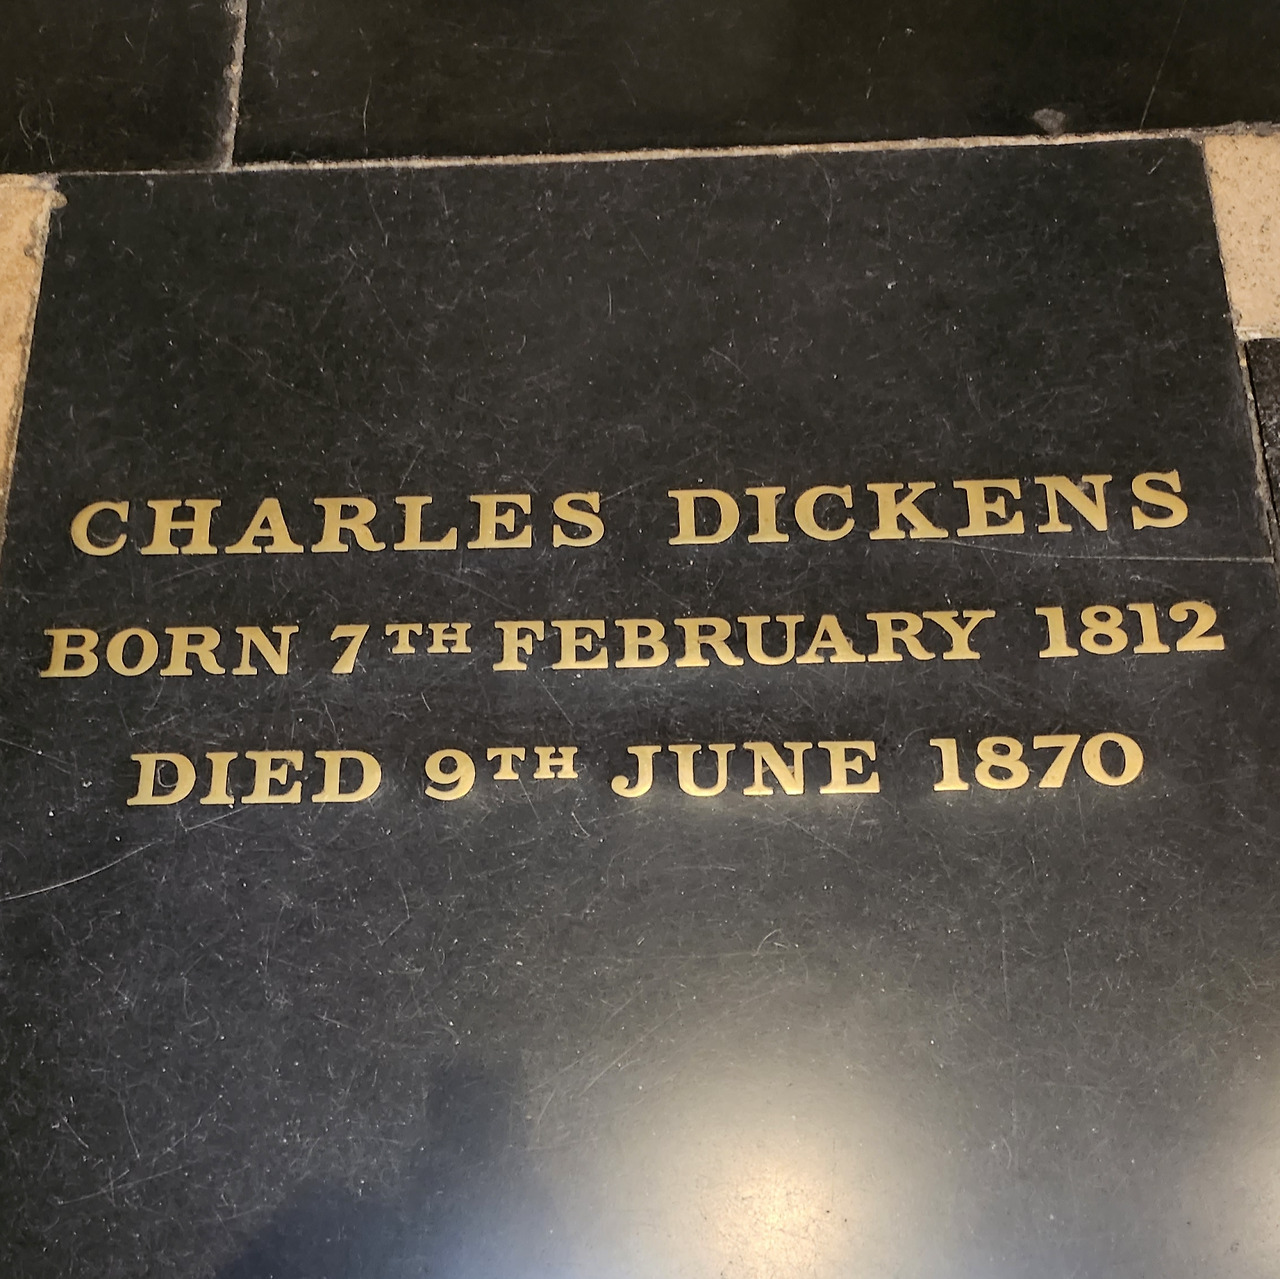 CHARLES DICKENS
BORN 7TH FEBRUARY 1812
DIED 9TH JUNE 1870